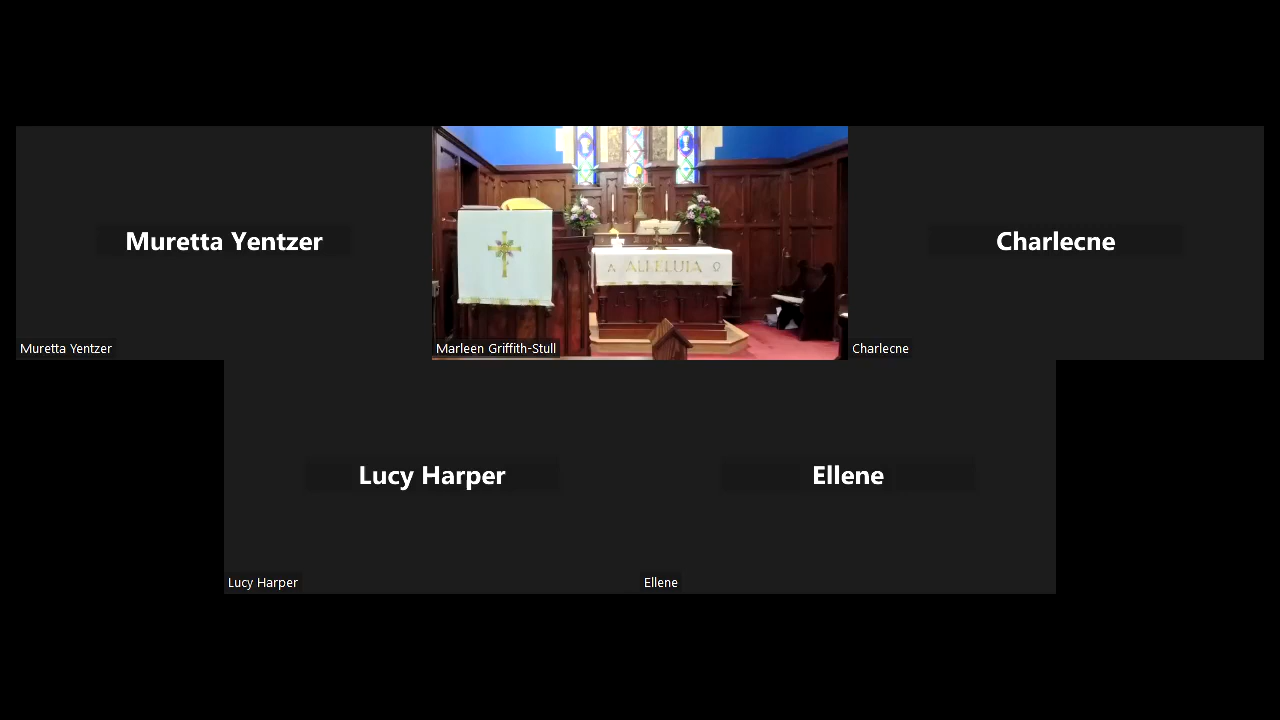 Muretta Yentzer
Muretta Yentzer
ALLELUIA
Marleen Griffith-Stull
Charlecne
Charlecne
Lucy Harper
Lucy Harper
Ellene
Ellene